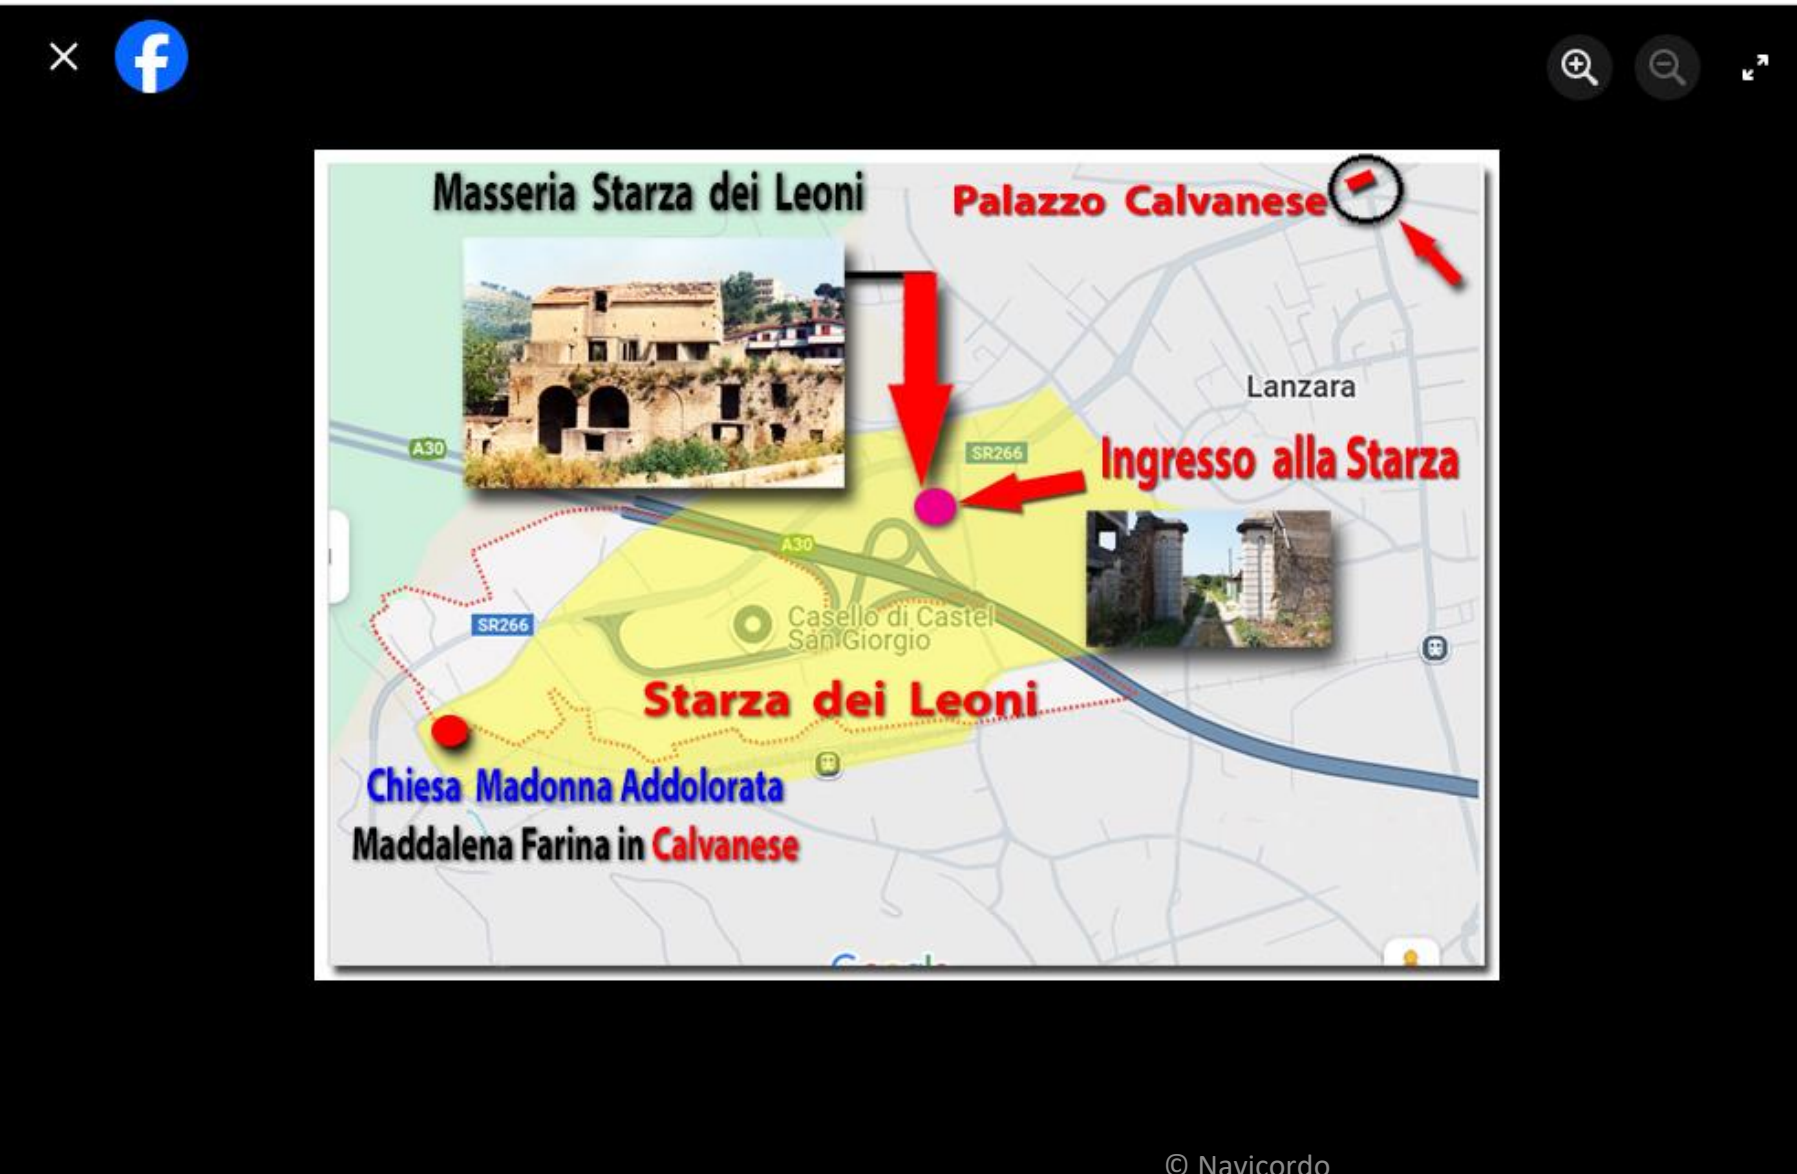 Masseria Starza dei Leoni
Palazzo Calvanese
Lanzara
A30
SR266
Ingresso alla Starza
A30
SR266
Casello di Castel
San Giorgio
Starza dei Leoni
Chiesa Madonna Addolorata
Maddalena Farina in Calvanese
Google
© Navicordo